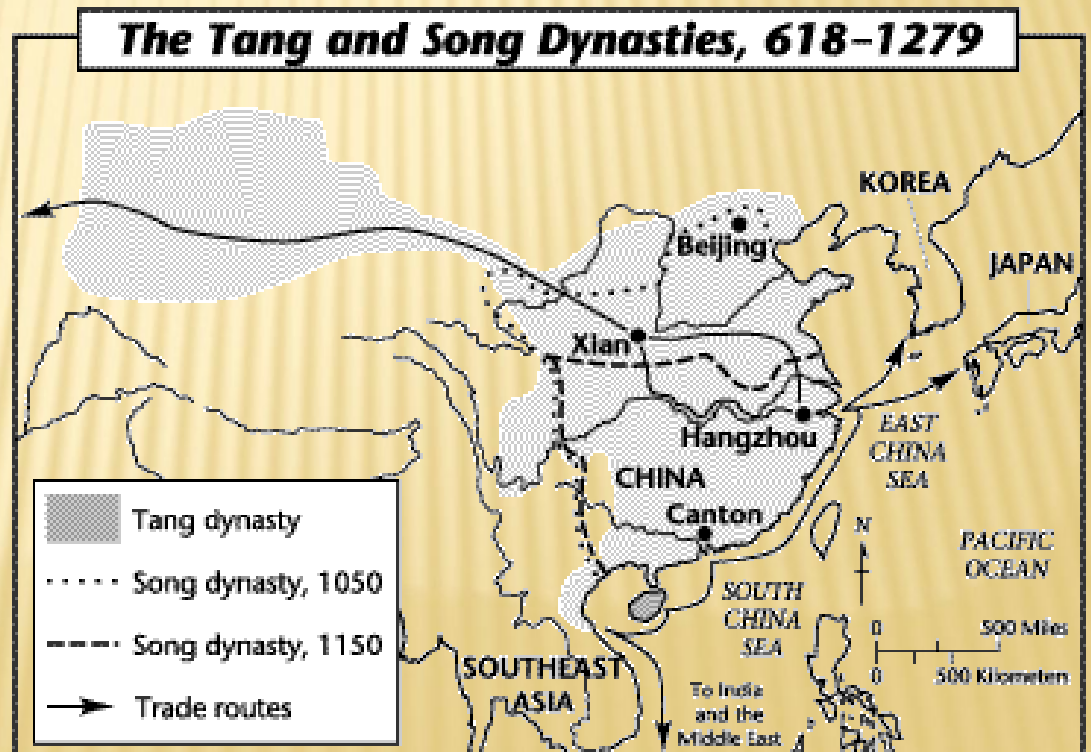 The Tang and Song Dynasties, 618–1279
KOREA
Beijing
JAPAN
Xian
Hangzhou
EAST
CHINA
SEA
CHINA
Canton
N
PACIFIC
OCEAN
SOUTH
CHINA
SEA
0 500 Miles
0 500 Kilometers
SOUTHEAST
ASIA
To India
and the
Middle East
Tang dynasty
Song dynasty, 1050
Song dynasty, 1150
Trade routes